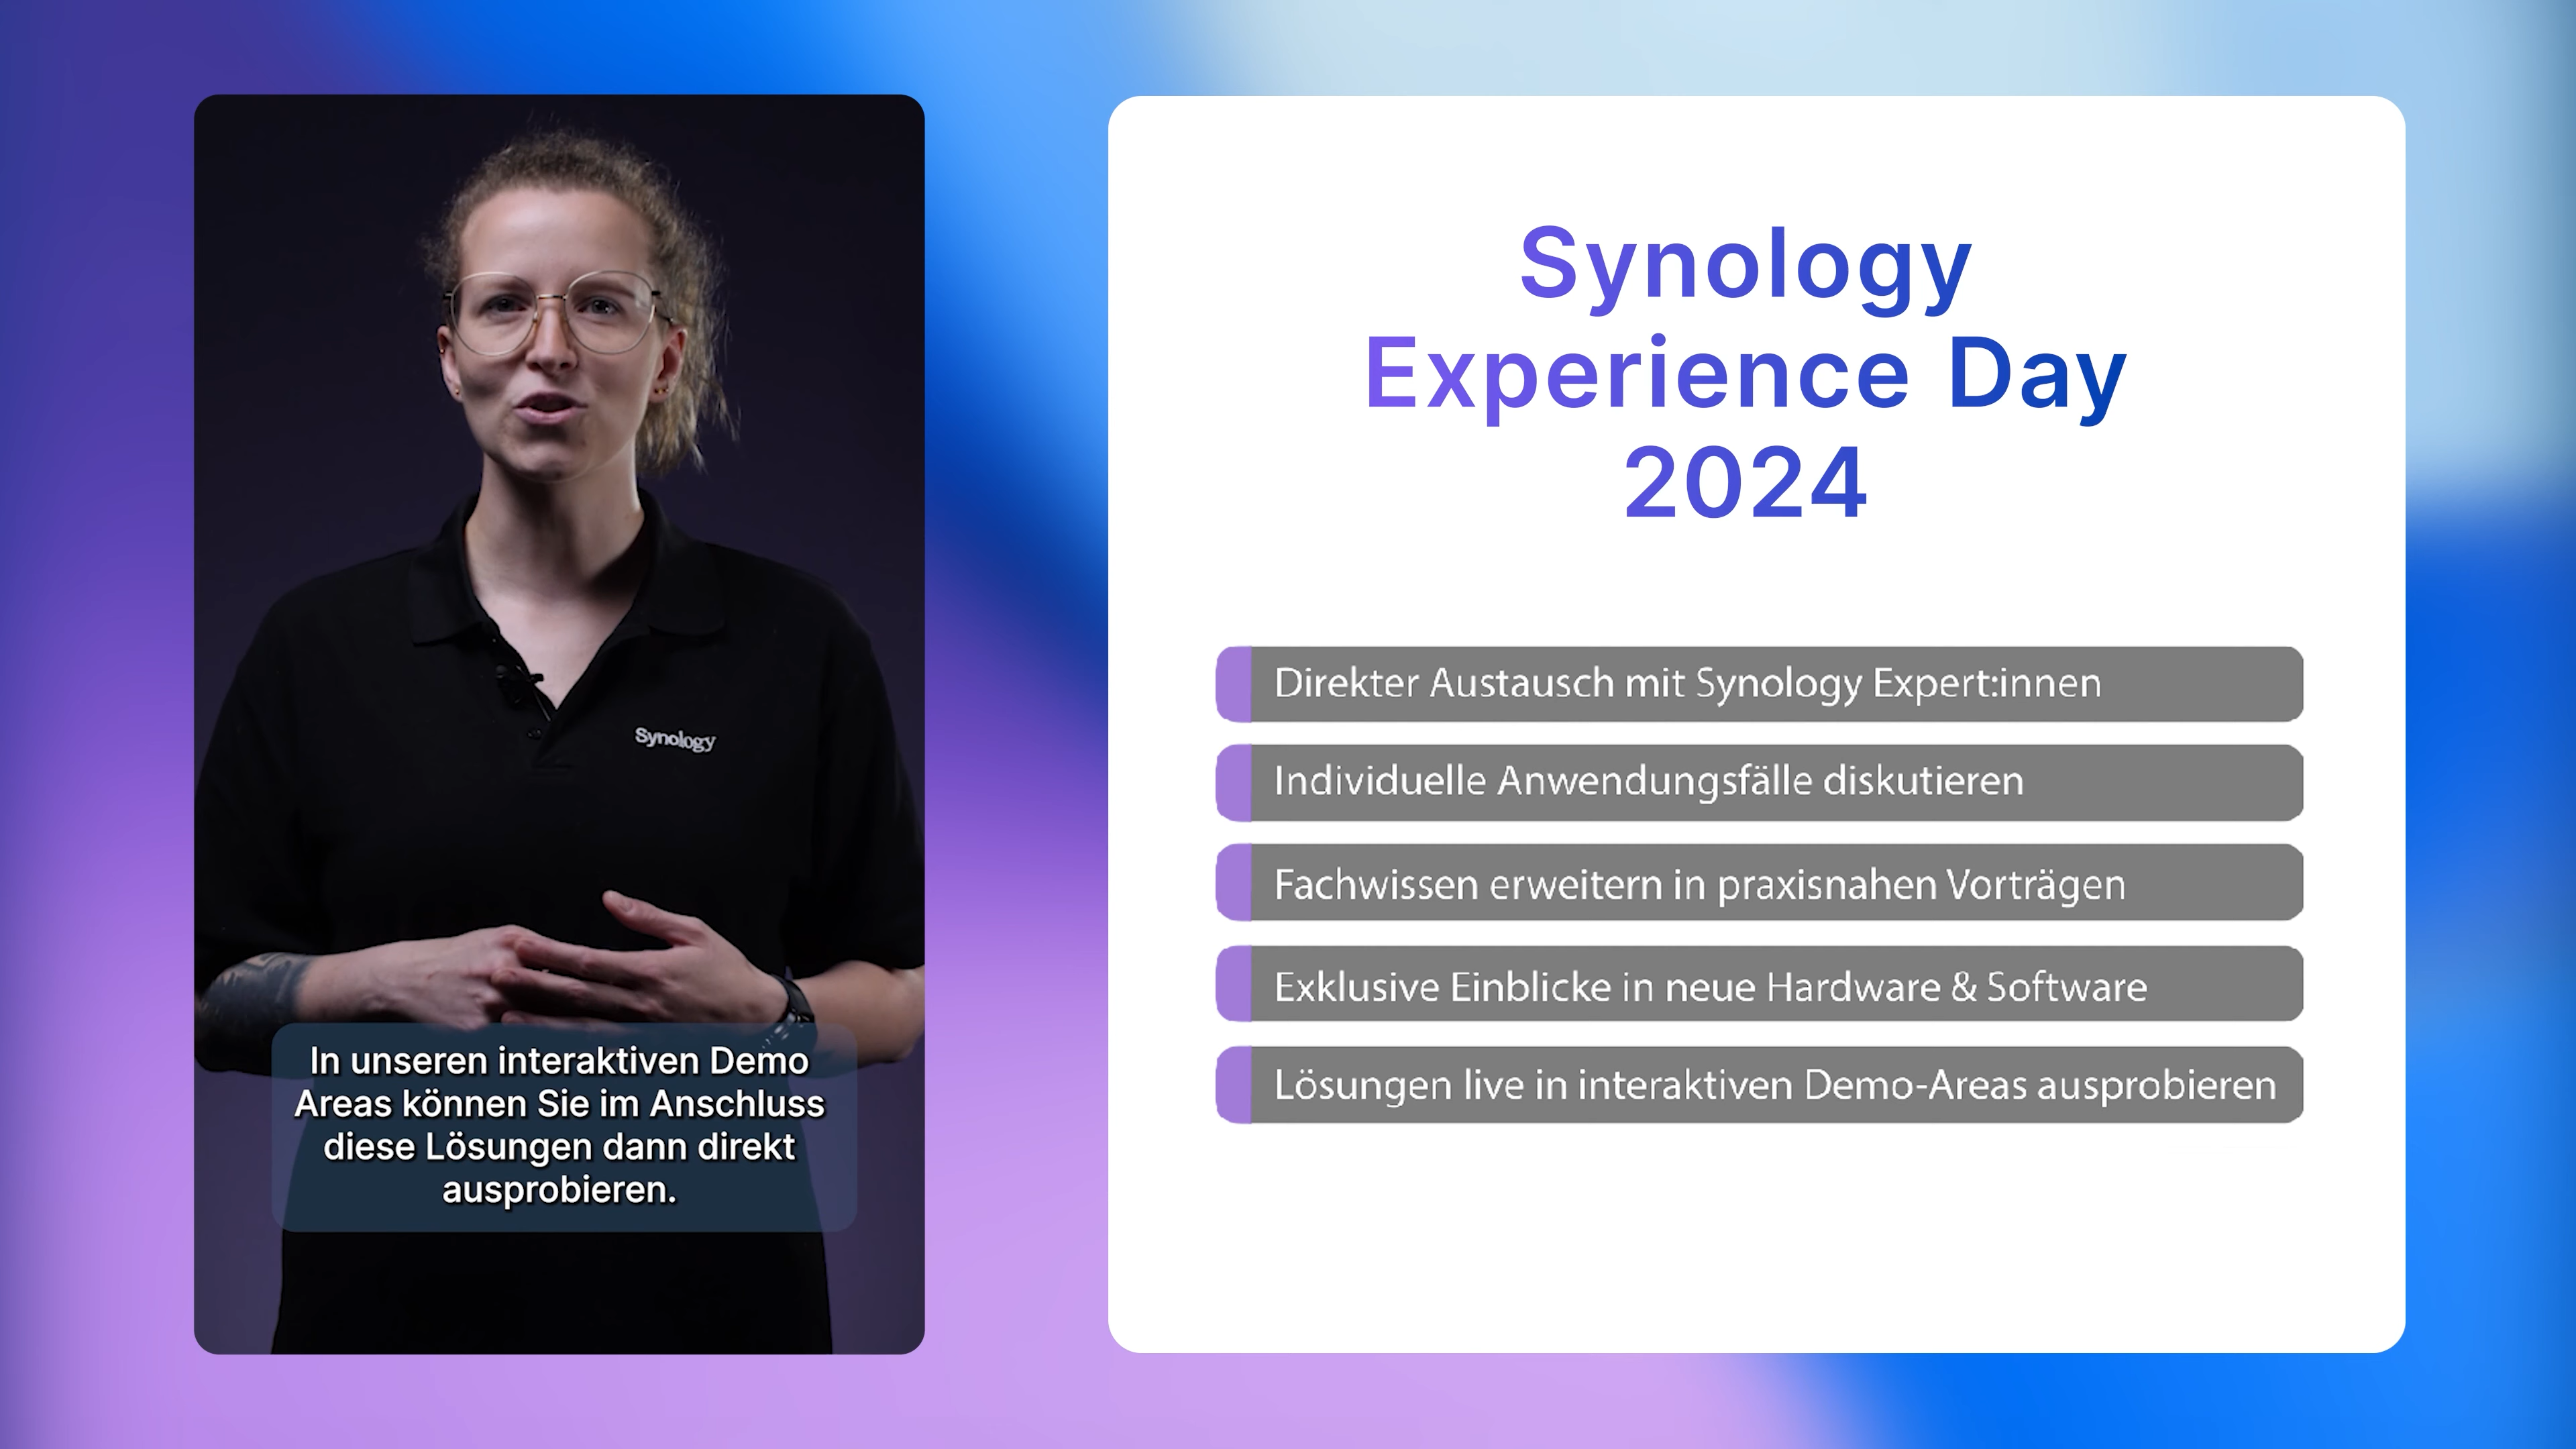 Synology
In unseren interaktiven Demo
Areas können Sie im Anschluss
diese Lösungen dann direkt
ausprobieren.
Synology
Experience Day
2024
Direkter Austausch mit Synology Expert:innen
Individuelle Anwendungsfälle diskutieren
Fachwissen erweitern in praxisnahen Vorträgen
Exklusive Einblicke in neue Hardware & Software
Lösungen live in interaktiven Demo-Areas ausprobieren